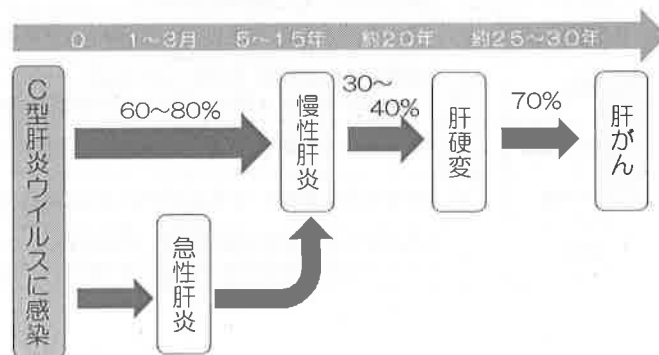 0 1～3月 5～15年 約20年 約25～30年
C型肝炎ウイルスに感染
60～80%
慢性肝炎
30～
40%
肝硬変
70%
肝がん
急性肝炎